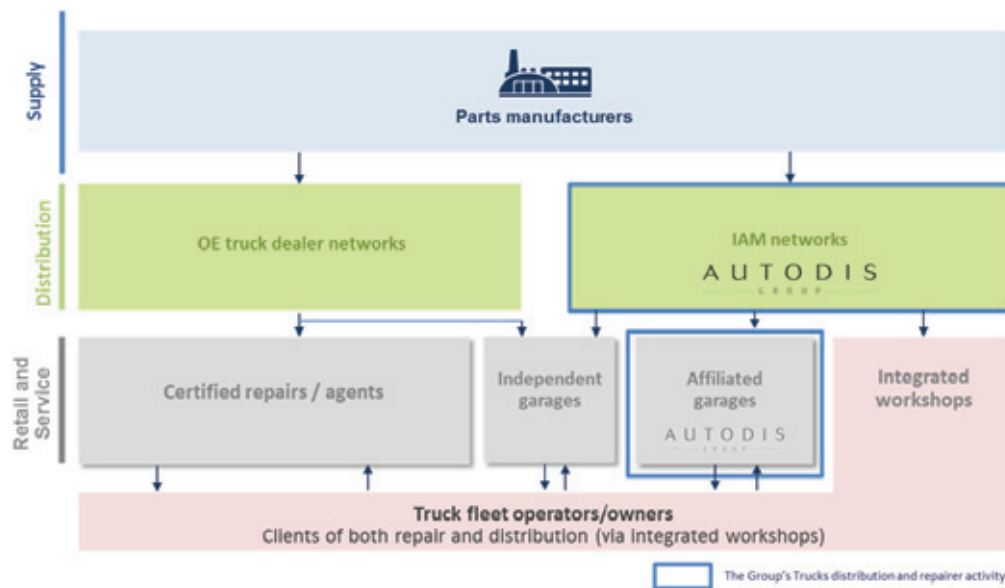 Supply
Parts manufacturers
Distribution
OE truck dealer networks
IAM networks
AUTODIS
GROUP
Retail and
Service
Certified repairs / agents
Independent
garages
Affiliated
garages
AUTODIS
GROUP
Integrated
workshops
Truck fleet operators/owners
Clients of both repair and distribution (via integrated workshops)
The Group's Trucks distribution and repairer activity